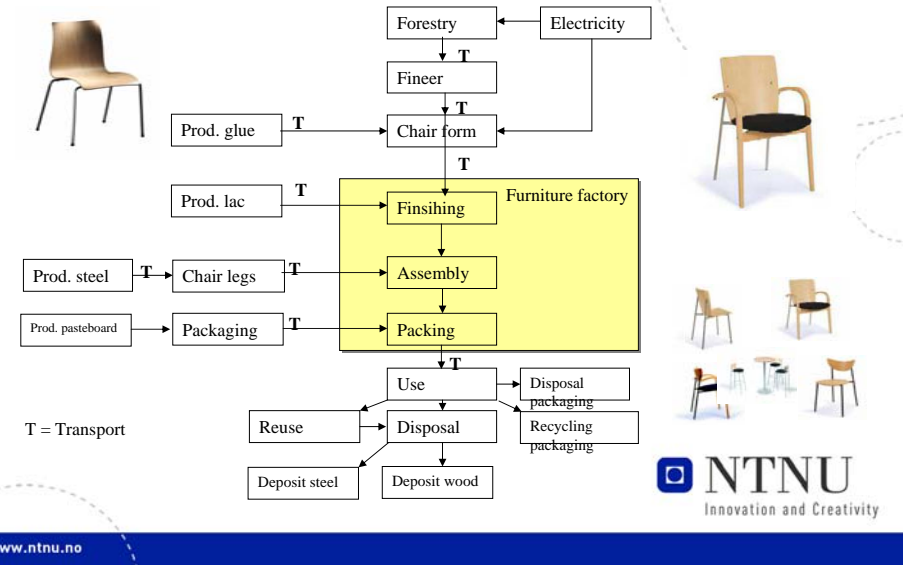 Forestry
Electricity
T
Fineer
T
Prod. glue
T
Chair form
T
Prod. lac
T
Finsihing
Furniture factory
Prod. steel
T
Chair legs
T
Assembly
Prod. pasteboard
Packaging
T
Packing
T
Use
Disposal
packaging
T = Transport
Reuse
Disposal
Recycling
packaging
Deposit steel
Deposit wood
NTNU
Innovation and Creativity
ww.ntnu.no